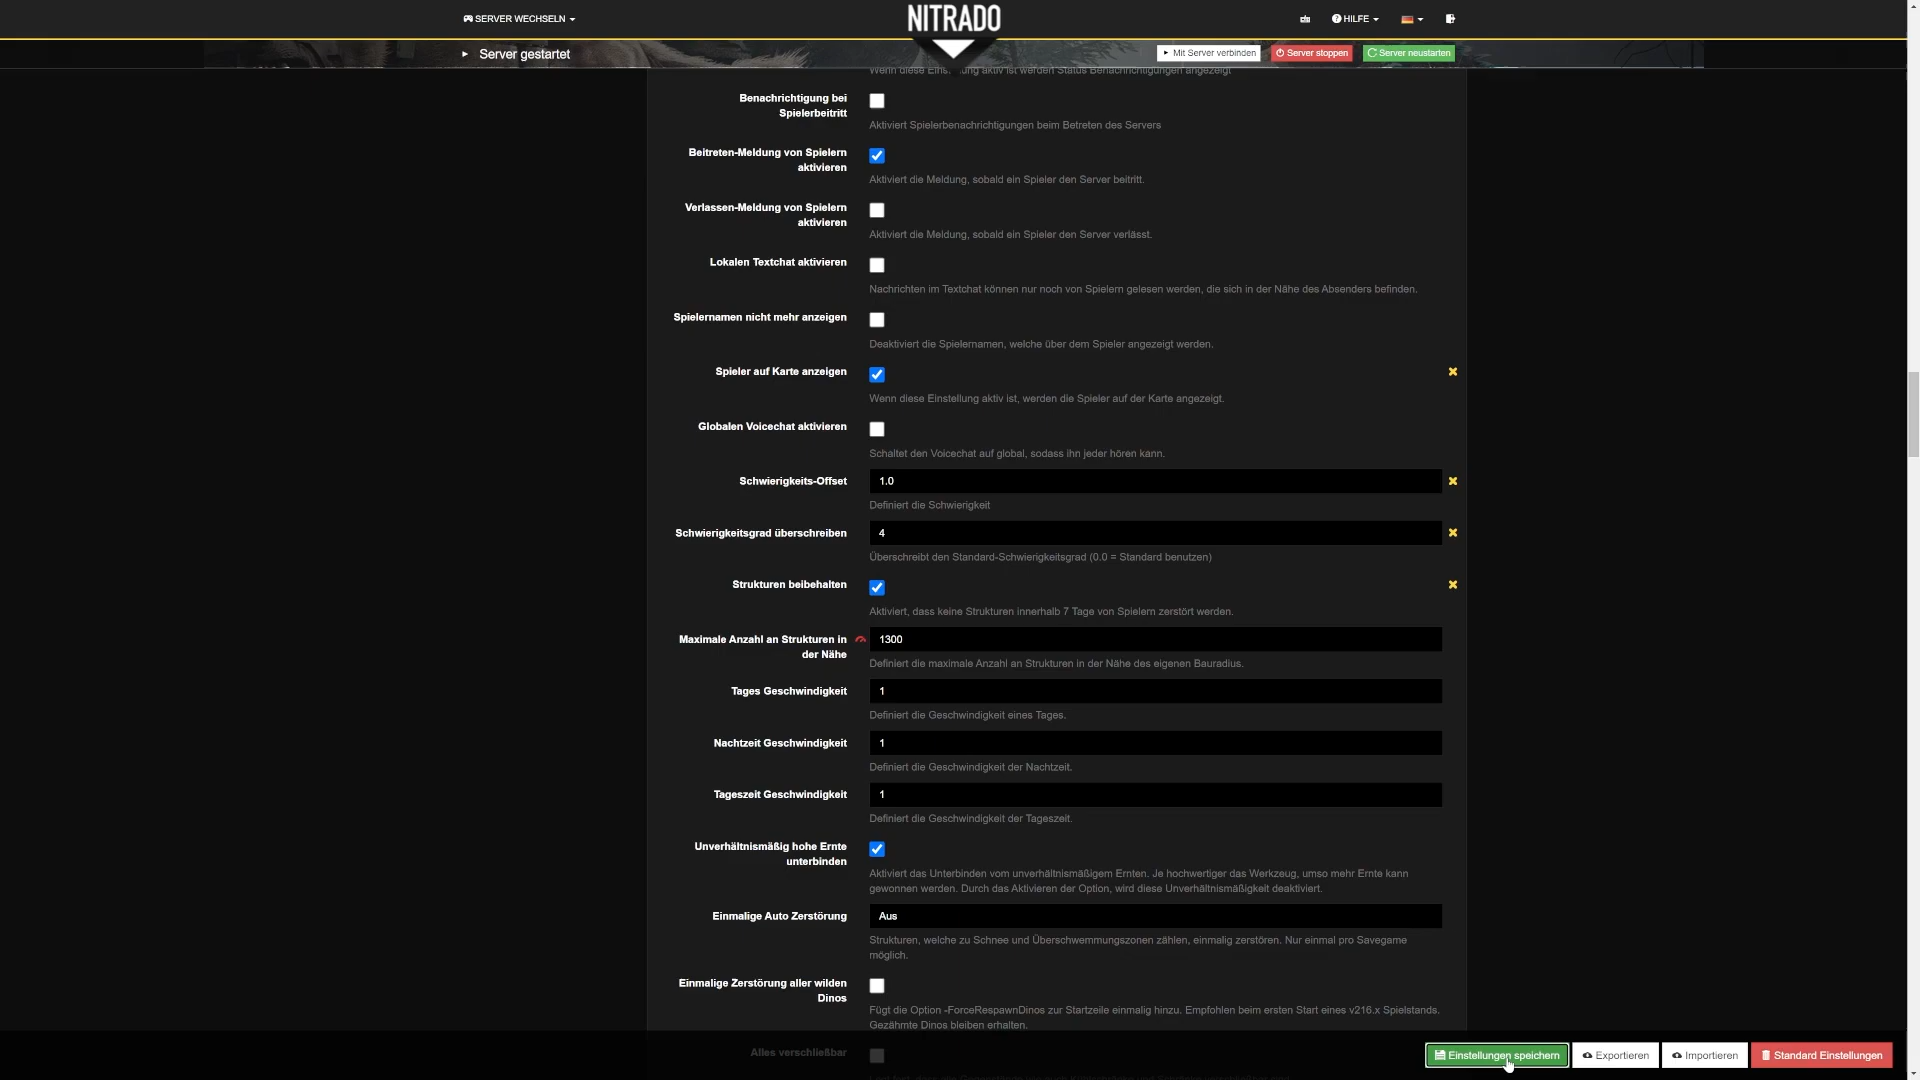 SERVER WECHSELN
NITRADO
HILFE
Server gestartet
Mit Server verbinden
Server stoppen
Server neustarten
Wenn diese Einstellung aktiv ist werden Status Benachrichtigungen angezeigt
Benachrichtigung bei
Spielerbeitritt
Aktiviert Spielerbenachrichtigungen beim Betreten des Servers
Beitreten-Meldung von Spielern
aktivieren
Aktiviert die Meldung, sobald ein Spieler den Server beitritt.
Verlassen-Meldung von Spielern
aktivieren
Aktiviert die Meldung, sobald ein Spieler den Server verlässt.
Lokalen Textchat aktivieren
Nachrichten im Textchat können nur noch von Spielern gelesen werden, die sich in der Nähe des Absenders befinden.
Spielernamen nicht mehr anzeigen
Deaktiviert die Spielernamen, welche über dem Spieler angezeigt werden.
Spieler auf Karte anzeigen
Wenn diese Einstellung aktiv ist, werden die Spieler auf der Karte angezeigt.
Globalen Voicechat aktivieren
Schaltet den Voicechat auf global, sodass ihn jeder hören kann.
Schwierigkeits-Offset
1.0
Definiert die Schwierigkeit
Schwierigkeitsgrad überschreiben
4
Überschreibt den Standard-Schwierigkeitsgrad (0.0 = Standard benutzen)
Strukturen beibehalten
Aktiviert, dass keine Strukturen innerhalb 7 Tage von Spielern zerstört werden.
Maximale Anzahl an Strukturen in
der Nähe
1300
Definiert die maximale Anzahl an Strukturen in der Nähe des eigenen Bauradius.
Tages Geschwindigkeit
1
Definiert die Geschwindigkeit eines Tages.
Nachtzeit Geschwindigkeit
1
Definiert die Geschwindigkeit der Nachtzeit.
Tageszeit Geschwindigkeit
1
Definiert die Geschwindigkeit der Tageszeit.
Unverhältnismäßig hohe Ernte
unterbinden
Aktiviert das Unterbinden vom unverhältnismäßigem Ernten. Je hochwertiger das Werkzeug, umso mehr Ernte kann
gewonnen werden. Durch das Aktivieren der Option, wird diese Unverhältnismäßigkeit deaktiviert.
Einmalige Auto Zerstörung
Aus
Strukturen, welche zu Schnee und Überschwemmungszonen zählen, einmalig zerstören. Nur einmal pro Savegame
möglich.
Einmalige Zerstörung aller wilden
Dinos
Fügt die Option -ForceRespawnDinos zur Startzeile einmalig hinzu. Empfohlen beim ersten Start eines v216.x Spielstands.
Gezähmte Dinos bleiben erhalten.
Alles verschließbar
Einstellungen speichern
Exportieren
Importieren
Standard Einstellungen